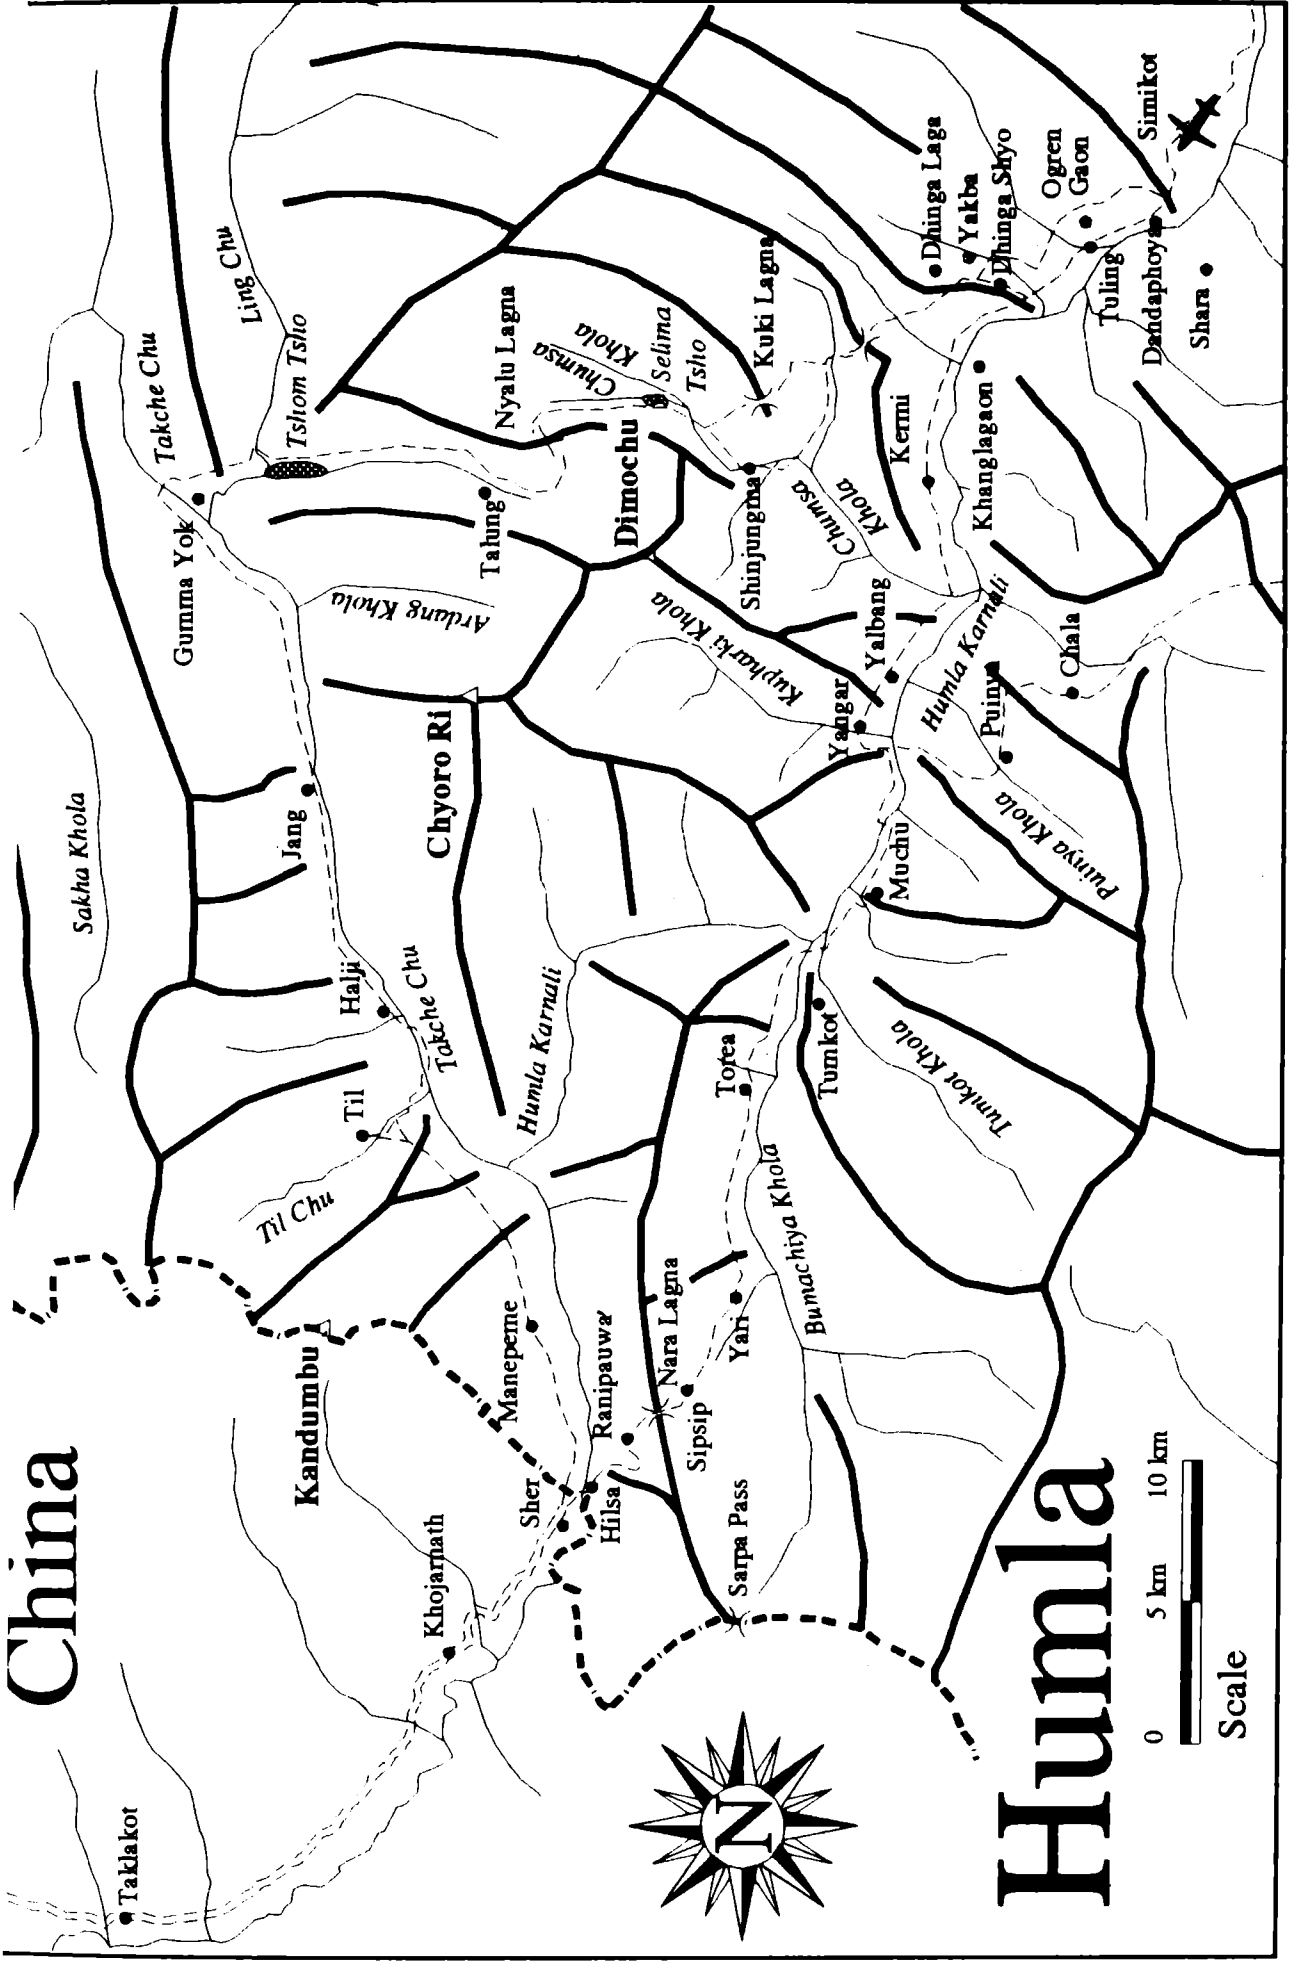 China
Taklakot
Khojarnath
Kandumbu
Sher
Hilsa
Ranipauwa
Manepeme
Til Chu
Til
Halji
Takche Chu
Sakha Khola
Jang
Chyoro Ri
Gumma Yok
Takche Chu
Ling Chu
Tshom Tsho
Ardang Khola
Talung
Nyalu Lagna
Dimochu
Chumsa
Khola
Selima
Tsho
Kuki Lagna
Shinjungma
Chumsa
Khola
Kupharki Khola
Humla Karnali
Nara Lagna
Sipsip
Sarpa Pass
Yari
Bumachiya Khola
Torea
Tumkot
Tumkot Khola
Muchu
Yangar
Yalbang
Humla Karnali
Puinya
Puinya Khola
Chala
Kermi
Khanglagaon
Dhinga Laga
Yakba
Dhinga Shyo
Ogren
Gaon
Simikot
Tuling
Dandaphoya
Shara
N
Humla
0
5 km
10 km
Scale